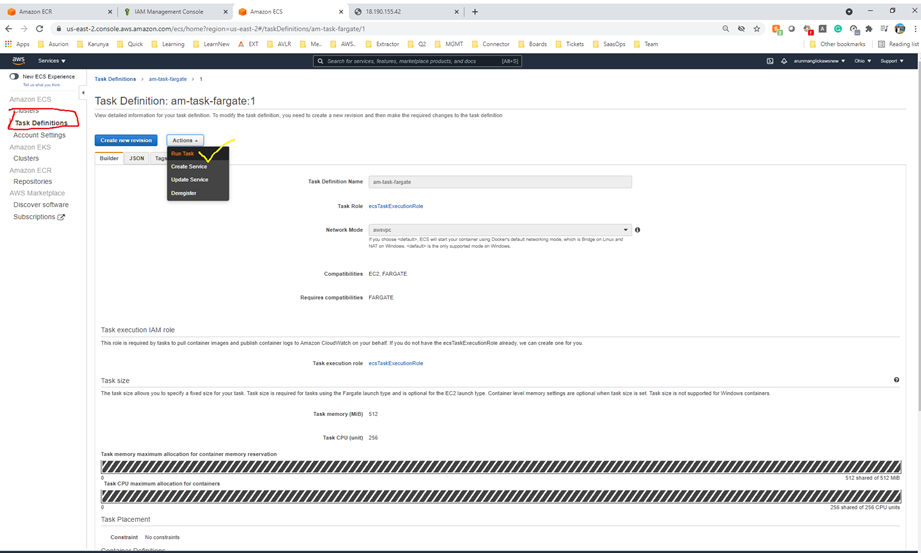 Amazon ECR
IAM Management Console
Amazon ECS
18.190.155.42
us-east-2.console.aws.amazon.com/ecs/home?region=us-east-2#/taskDefinitions/am-task-fargate/1
Apps Asurion Karunya Quick Learning LearnNew EXT AVLR Me.. AWS. Extractor Q2 MGMT Connector Boards Tickets SaasOps Team Other bookmarks Reading list
aws Services Search for services, features, marketplace products, and docs [Alt+S] Ohio Support
New ECS Experience
Tell us what you think
Amazon ECS
Clusters
Task Definitions
Account Settings
Amazon EKS
Clusters
Amazon ECR
Repositories
AWS Marketplace
Discover software
Subscriptions
Task Definitions am-task-fargate 1
Task Definition: am-task-fargate:1
View detailed information for your task definition. To modify the task definition, you need to create a new revision and then make the required changes to the task definition
Create new revision Actions
Run Task
Create Service
Update Service
Deregister
Builder JSON Tags
Task Definition Name am-task-fargate
Task Role ecsTaskExecutionRole
Network Mode awsvpc
If you choose <default>, ECS will start your container using Docker's default networking mode, which is Bridge on Linux and
NAT on Windows. <default> is the only supported mode on Windows.
Compatibilities EC2, FARGATE
Requires compatibilities FARGATE
Task execution IAM role
This role is required by tasks to pull container images and publish container logs to Amazon CloudWatch on your behalf. If you do not have the ecsTaskExecutionRole already, we can create one for you.
Task execution role ecsTaskExecutionRole
Task size
The task size allows you to specify a fixed size for your task. Task size is required for tasks using the Fargate launch type and is optional for the EC2 launch type. Container level memory settings are optional when task size is set. Task size is not supported for Windows containers.
Task memory (MiB) 512
Task CPU (unit) 256
Task memory maximum allocation for container memory reservation
0 512 shared of 512 MiB
Task CPU maximum allocation for containers
0 256 shared of 256 CPU units
Task Placement
Constraint No constraints
Container Definitions